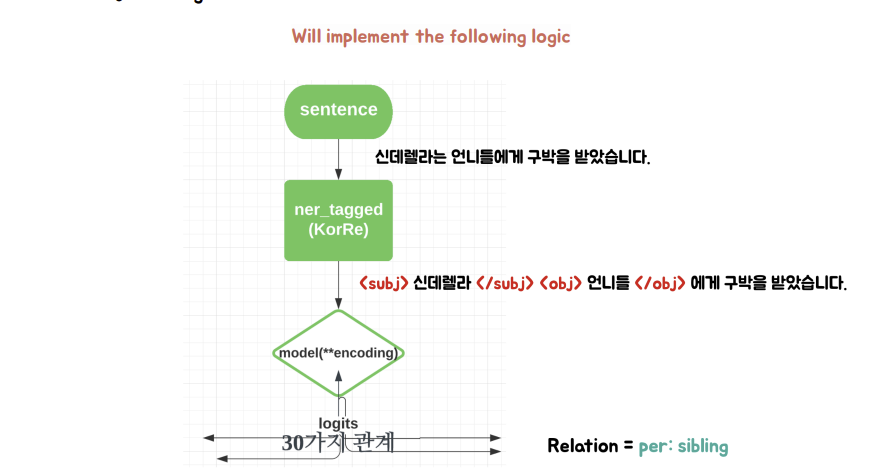 Will implement the following logic
sentence
신데렐라는 언니들에게 구박을 받았습니다.
ner_tagged
(KorRe)
<subj> 신데렐라 </subj> <obj> 언니들 </obj> 에게 구박을 받았습니다.
model(**encoding)
logits
30가지 관계
Relation = per: sibling